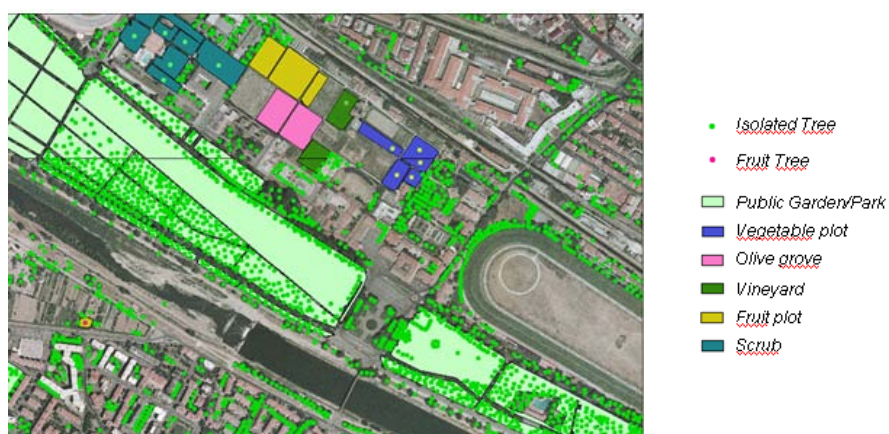 Isolated Tree
Fruit Tree
Public Garden/Park
Vegetable plot
Olive grove
Vineyard
Fruit plot
Scrub